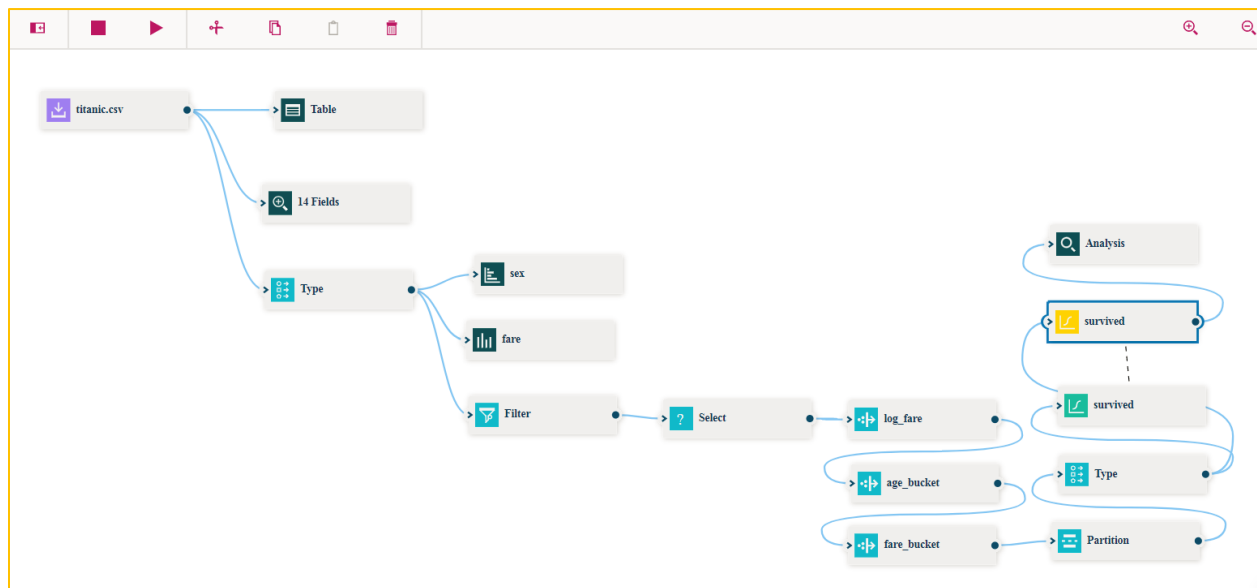 titanic.csv
Table
14 Fields
Type
sex
fare
Filter
? Select
log_fare
age_bucket
fare_bucket
Analysis
survived
survived
Type
Partition